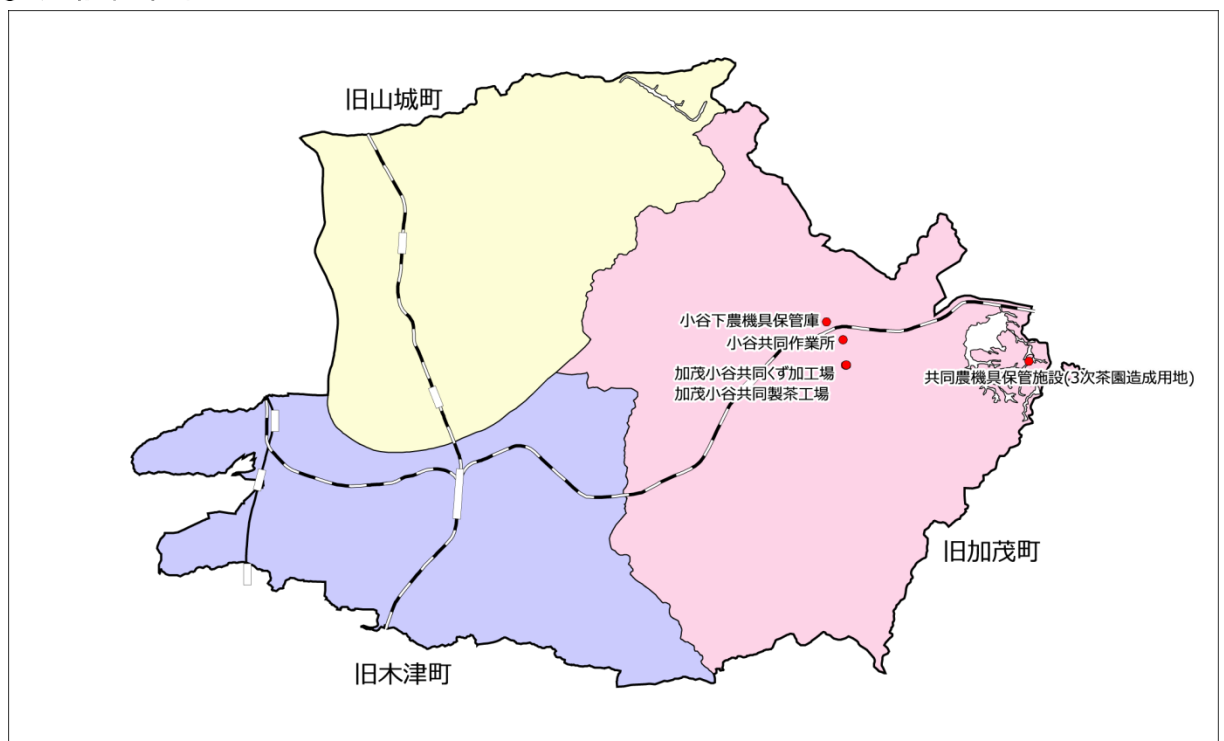 旧山城町
小谷下農機具保管庫
小谷共同作業所
加茂小谷共同くず加工場
加茂小谷共同製茶工場
共同農機具保管施設(3次茶園造成用地)
旧加茂町
旧木津町